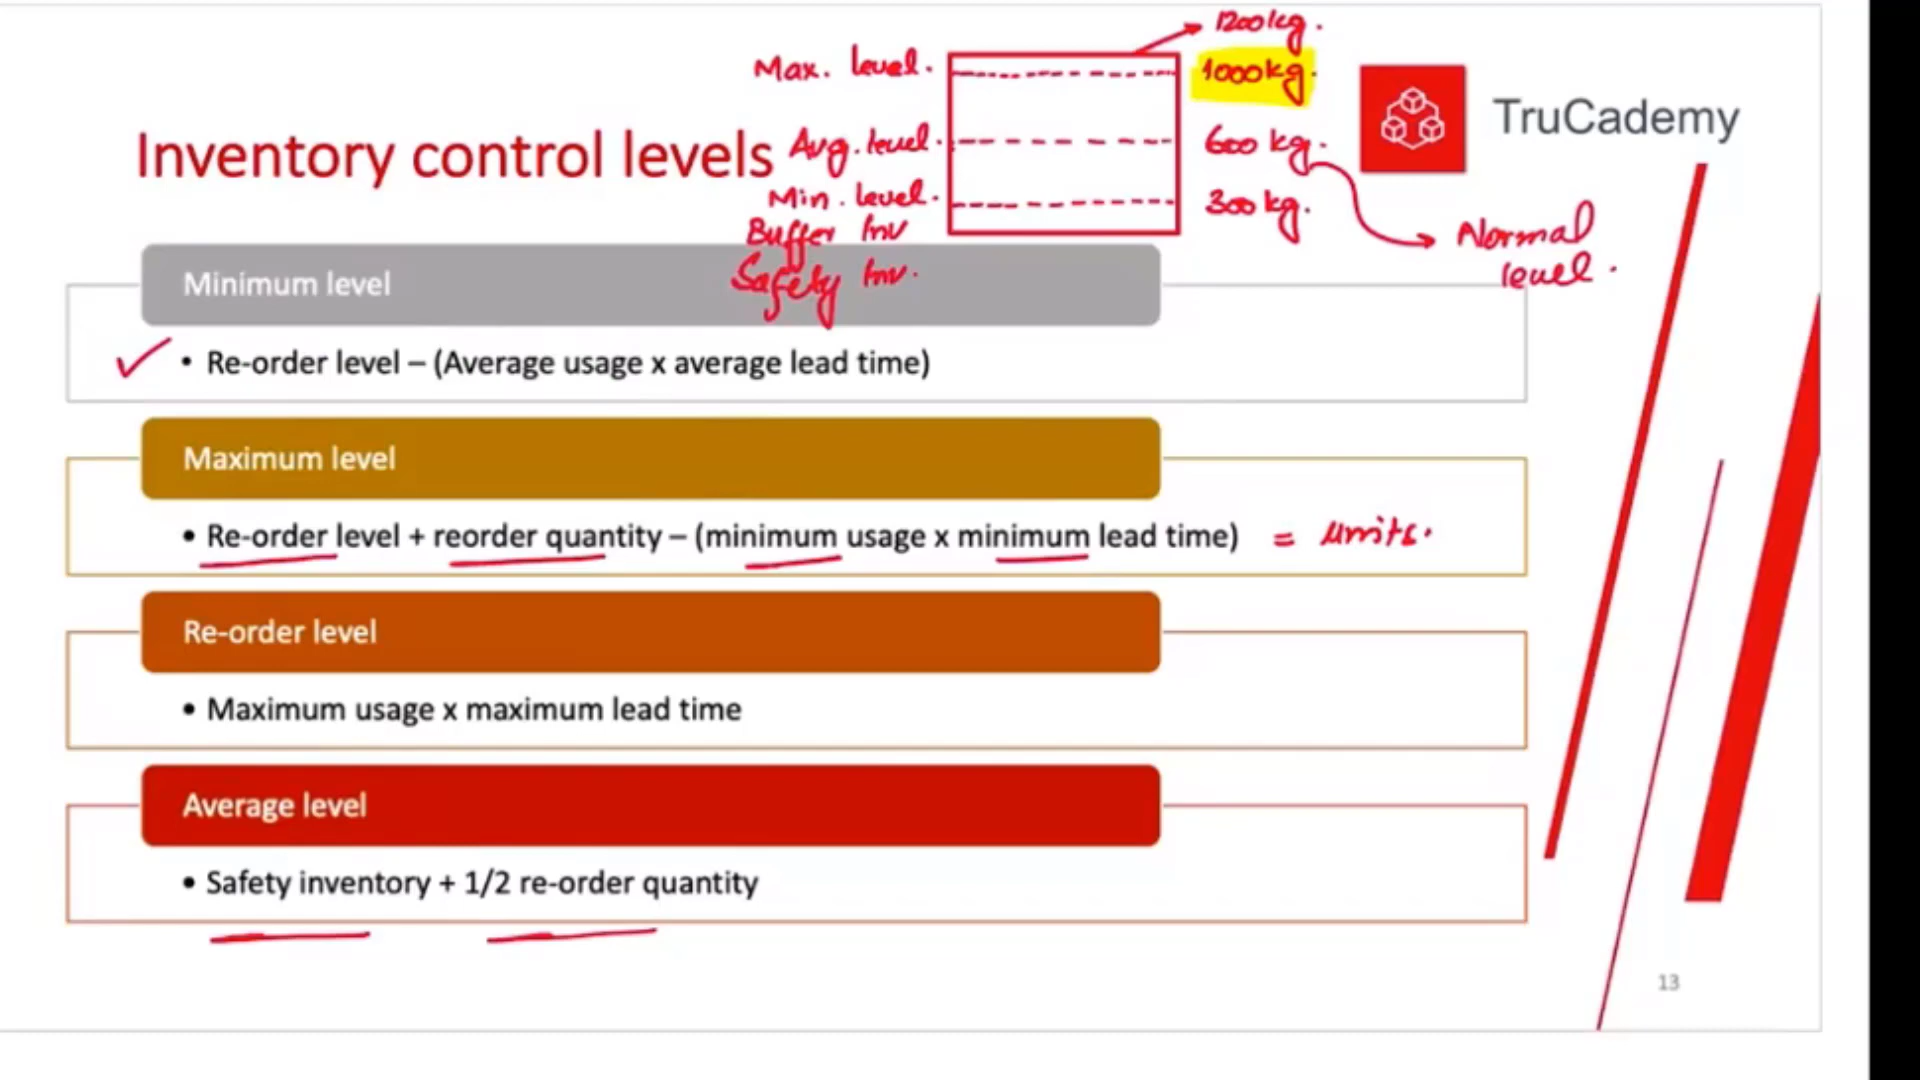 1200kg.
Max. level.
1000kg.
TruCademy
Inventory control levels
Avg. level.
600 kg.
Min. level.
300 kg.
Normal
level.
Buffer Inv
Safety Inv.
Minimum level
• Re-order level – (Average usage x average lead time)
Maximum level
• Re-order level + reorder quantity – (minimum usage x minimum lead time) = units.
Re-order level
• Maximum usage x maximum lead time
Average level
• Safety inventory + 1/2 re-order quantity
13